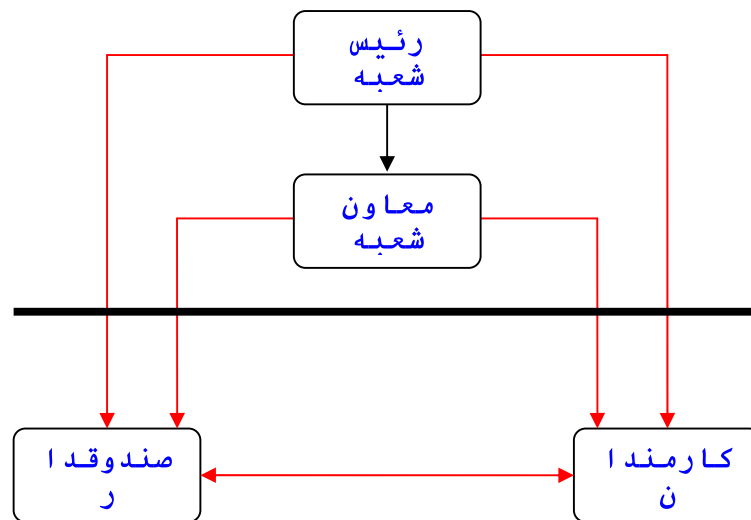 رئیس
شعبه
معاون
شعبه
صندوقدا
ر
کارمندا
ن